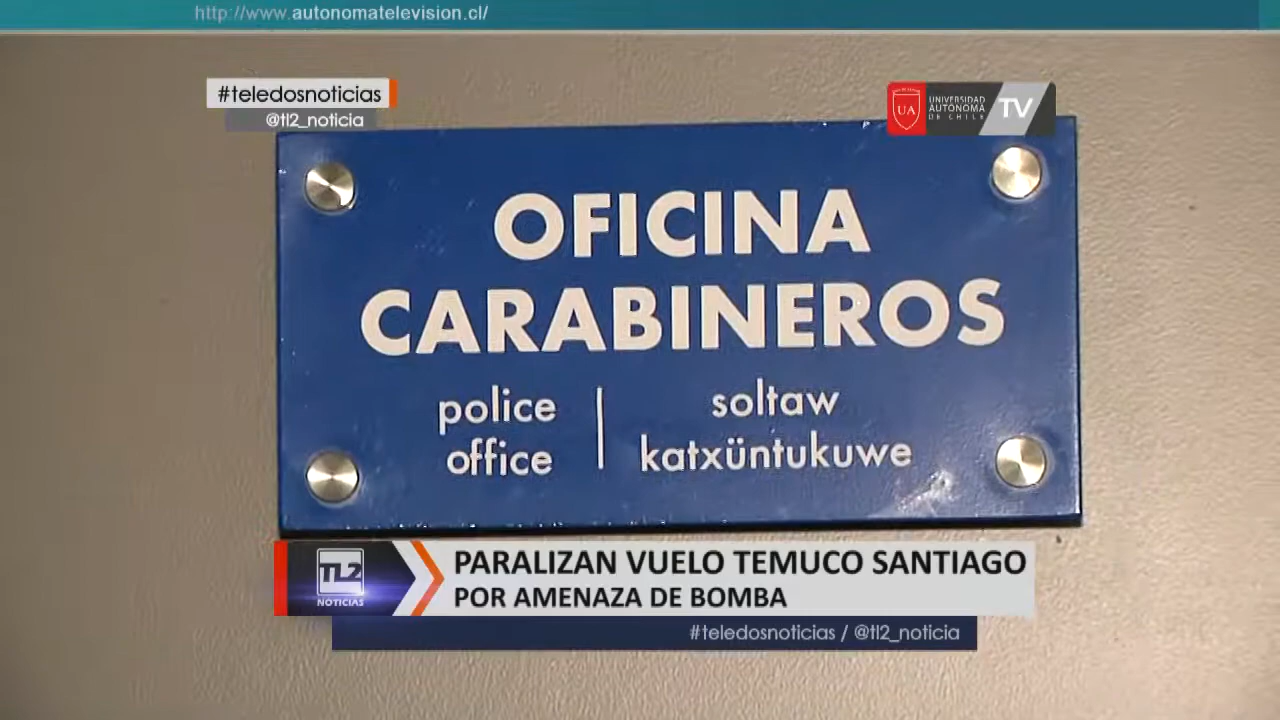 http://www.autonomatelevision.cl/
#teledosnoticias
@tl2_noticia
UA
UNIVERSIDAD
AUTÓNOMA
DE CHILE
TV
OFICINA
CARABINEROS
police
office
soltaw
katxüntukuwe
TL2
NOTICIAS
PARALIZAN VUELO TEMUCO SANTIAGO
POR AMENAZA DE BOMBA
#teledosnoticias / @tl2_noticia